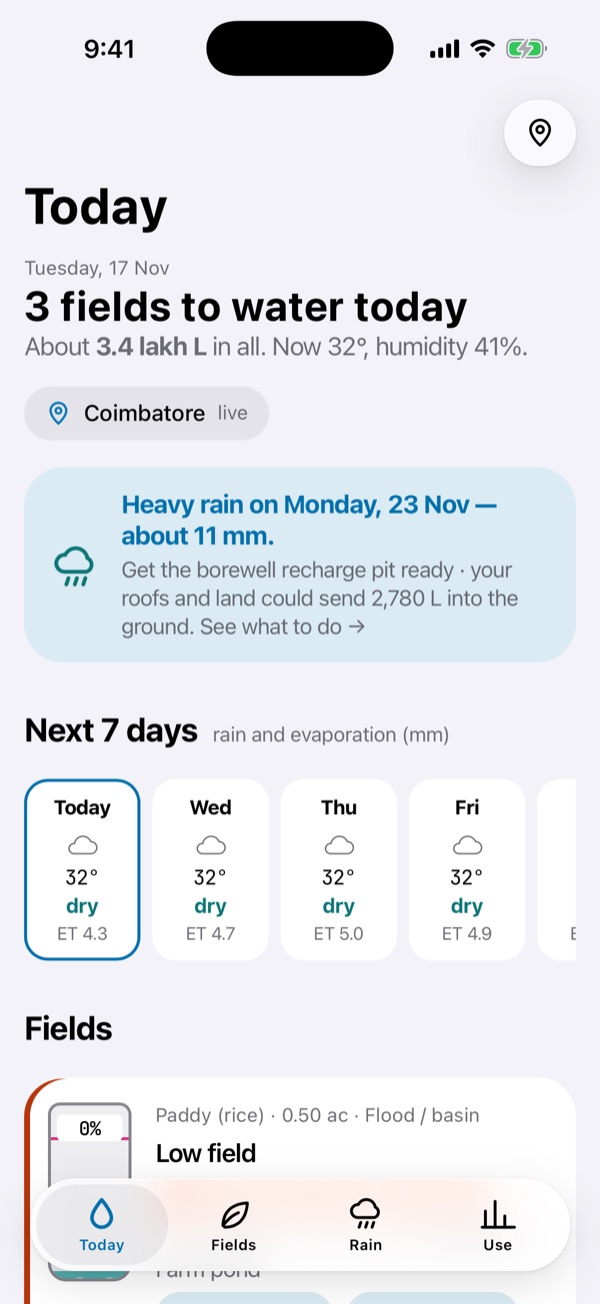 9:41
Today
Tuesday, 17 Nov
3 fields to water today
About 3.4 lakh L in all. Now 32°, humidity 41%.
Coimbatore live
Heavy rain on Monday, 23 Nov —
about 11 mm.
Get the borewell recharge pit ready · your
roofs and land could send 2,780 L into the
ground. See what to do →
Next 7 days rain and evaporation (mm)
Today Wed Thu Fri
32° 32° 32° 32°
dry dry dry dry
ET 4.3 ET 4.7 ET 5.0 ET 4.9
Fields
Paddy (rice) · 0.50 ac · Flood / basin
0%
Low field
Today Fields Rain Use
Farm pond